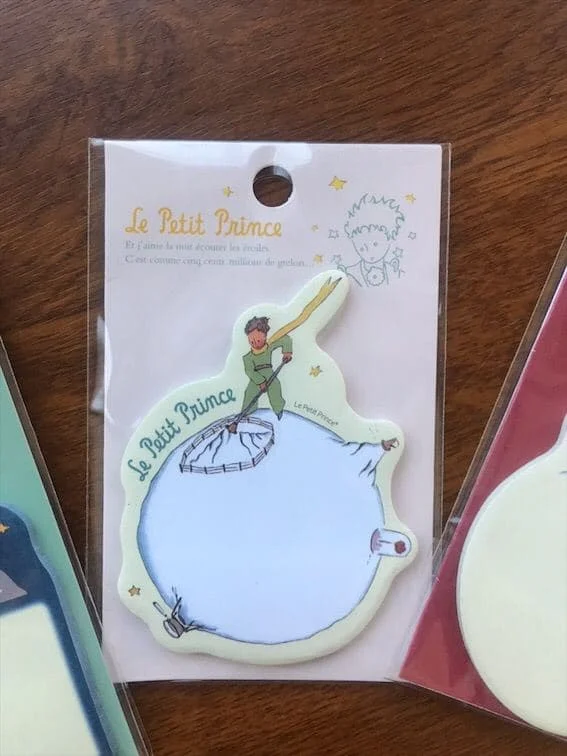 Le Petit Prince
Et j'aime la nuit écouter les étoiles.
C'est comme cinq cents millions de grelots...
Le Petit Prince
Le Petit Prince®